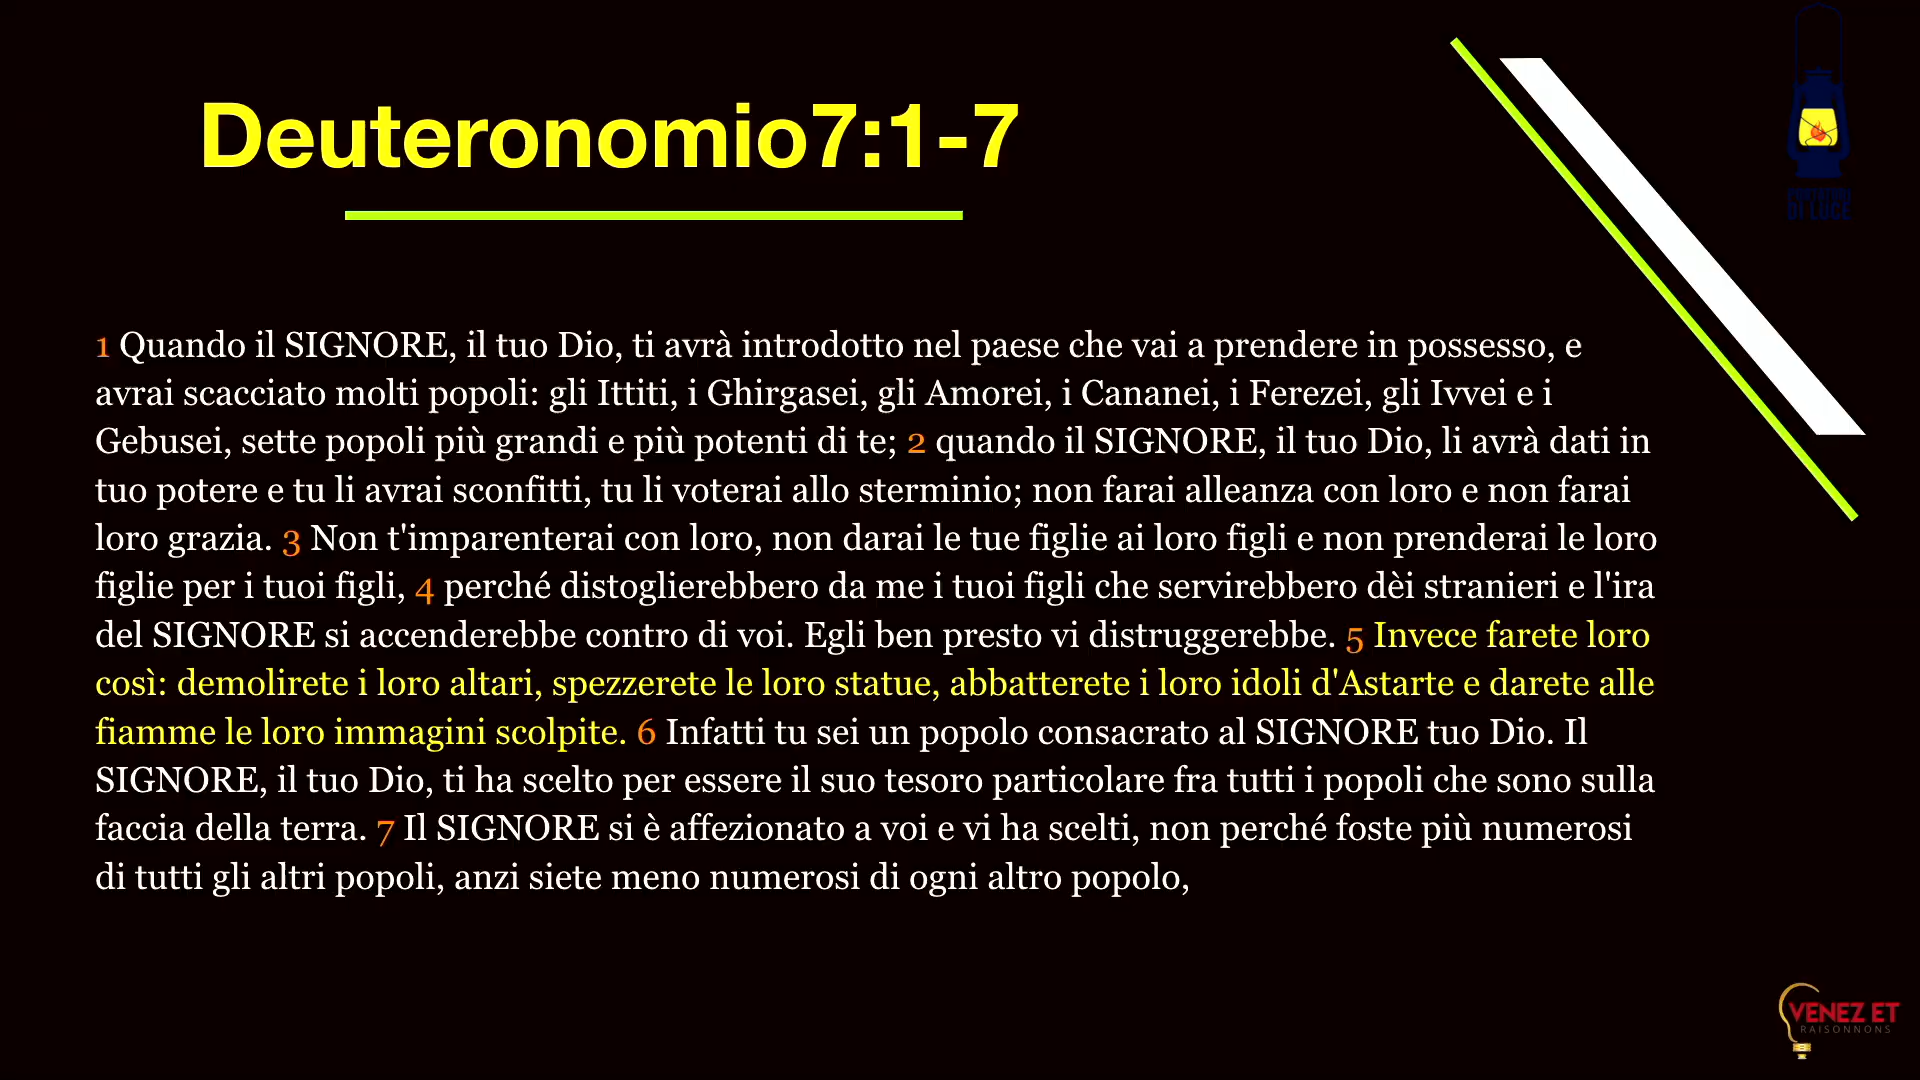 Deuteronomio7:1-7
1 Quando il SIGNORE, il tuo Dio, ti avrà introdotto nel paese che vai a prendere in possesso, e
avrai scacciato molti popoli: gli Ittiti, i Ghirgasei, gli Amorei, i Cananei, i Ferezei, gli Ivvei e i
Gebusei, sette popoli più grandi e più potenti di te; 2 quando il SIGNORE, il tuo Dio, li avrà dati in
tuo potere e tu li avrai sconfitti, tu li voterai allo sterminio; non farai alleanza con loro e non farai
loro grazia. 3 Non t'imparenterai con loro, non darai le tue figlie ai loro figli e non prenderai le loro
figlie per i tuoi figli, 4 perché distoglierebbero da me i tuoi figli che servirebbero dèi stranieri e l'ira
del SIGNORE si accenderebbe contro di voi. Egli ben presto vi distruggerebbe. 5 Invece farete loro
così: demolirete i loro altari, spezzerete le loro statue, abbatterete i loro idoli d'Astarte e darete alle
fiamme le loro immagini scolpite. 6 Infatti tu sei un popolo consacrato al SIGNORE tuo Dio. Il
SIGNORE, il tuo Dio, ti ha scelto per essere il suo tesoro particolare fra tutti i popoli che sono sulla
faccia della terra. 7 Il SIGNORE si è affezionato a voi e vi ha scelti, non perché foste più numerosi
di tutti gli altri popoli, anzi siete meno numerosi di ogni altro popolo,
DI LUCE
VENEZ ET
RAISONNONS